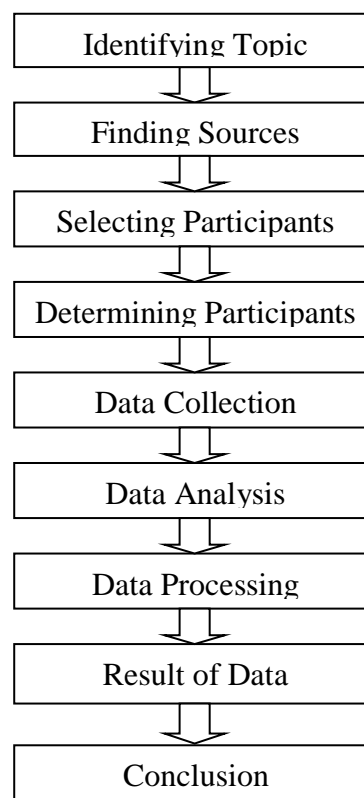 Identifying Topic
Finding Sources
Selecting Participants
Determining Participants
Data Collection
Data Analysis
Data Processing
Result of Data
Conclusion